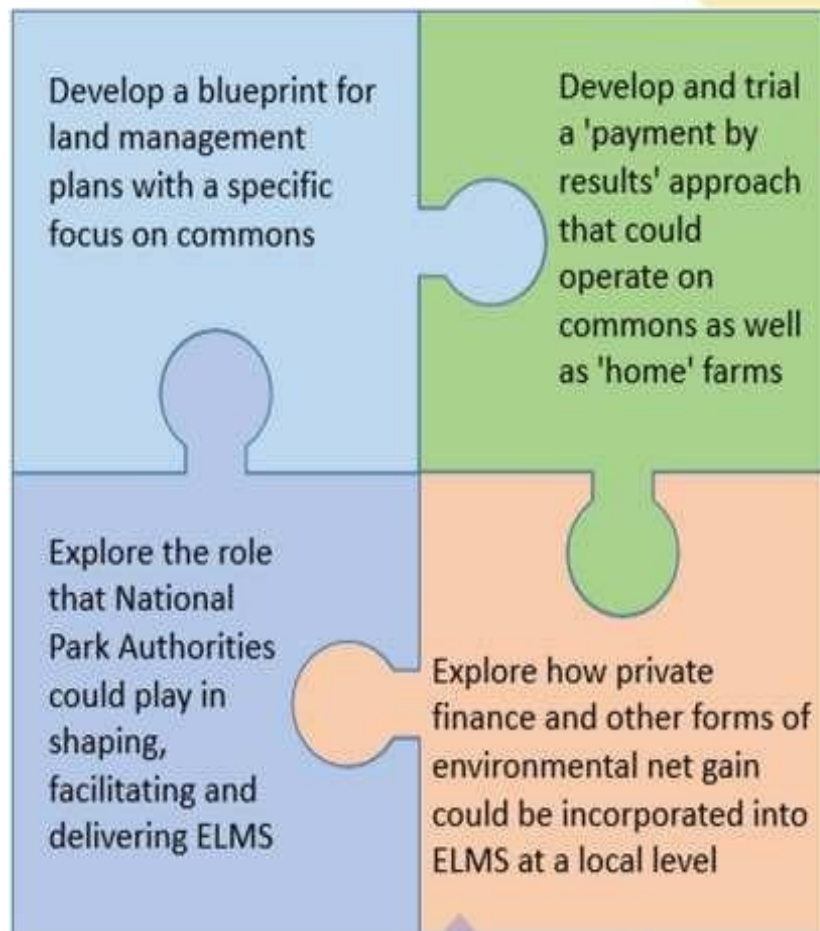 Develop a blueprint for
land management
plans with a specific
focus on commons
Develop and trial
a 'payment by
results' approach
that could
operate on
commons as well
as 'home' farms
Explore the role
that National
Park Authorities
could play in
shaping,
facilitating and
delivering ELMS
Explore how private
finance and other forms of
environmental net gain
could be incorporated into
ELMS at a local level